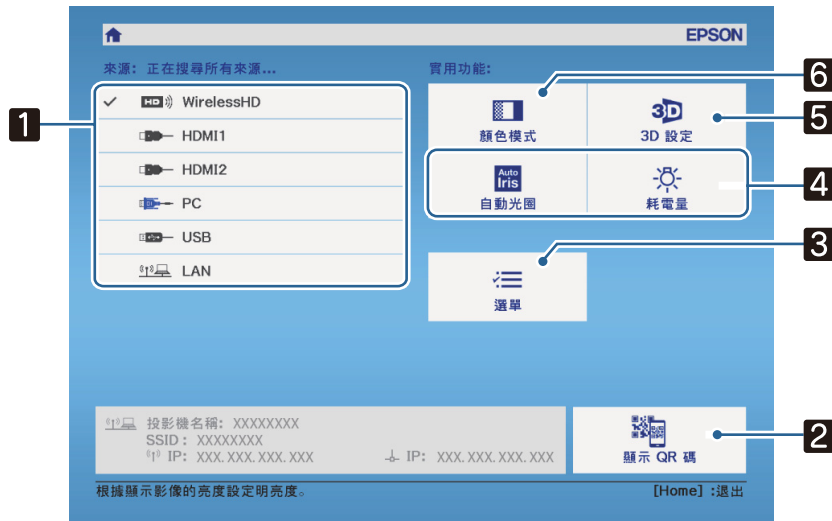 EPSON
來源: 正在搜尋所有來源...
實用功能:
1
✓ HD WirelessHD
HDMI1
HDMI2
PC
USB
LAN
顏色模式
6
3D
3D 設定
5
Auto
Iris
自動光圈
耗電量
4
選單
3
投影機名稱: XXXXXXXX
SSID : XXXXXXXX
IP: XXX. XXX. XXX. XXX
IP: XXX. XXX. XXX. XXX
顯示 QR 碼
2
根據顯示影像的亮度設定明亮度。
[Home] :退出